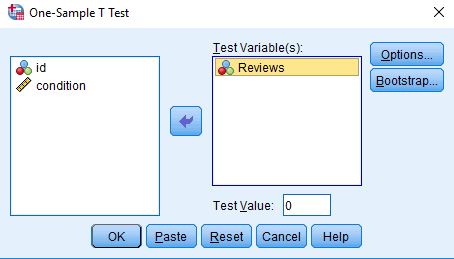 One-Sample T Test
id
condition
Test Variable(s):
Reviews
Options...
Bootstrap...
Test Value: 0
OK Paste Reset Cancel Help